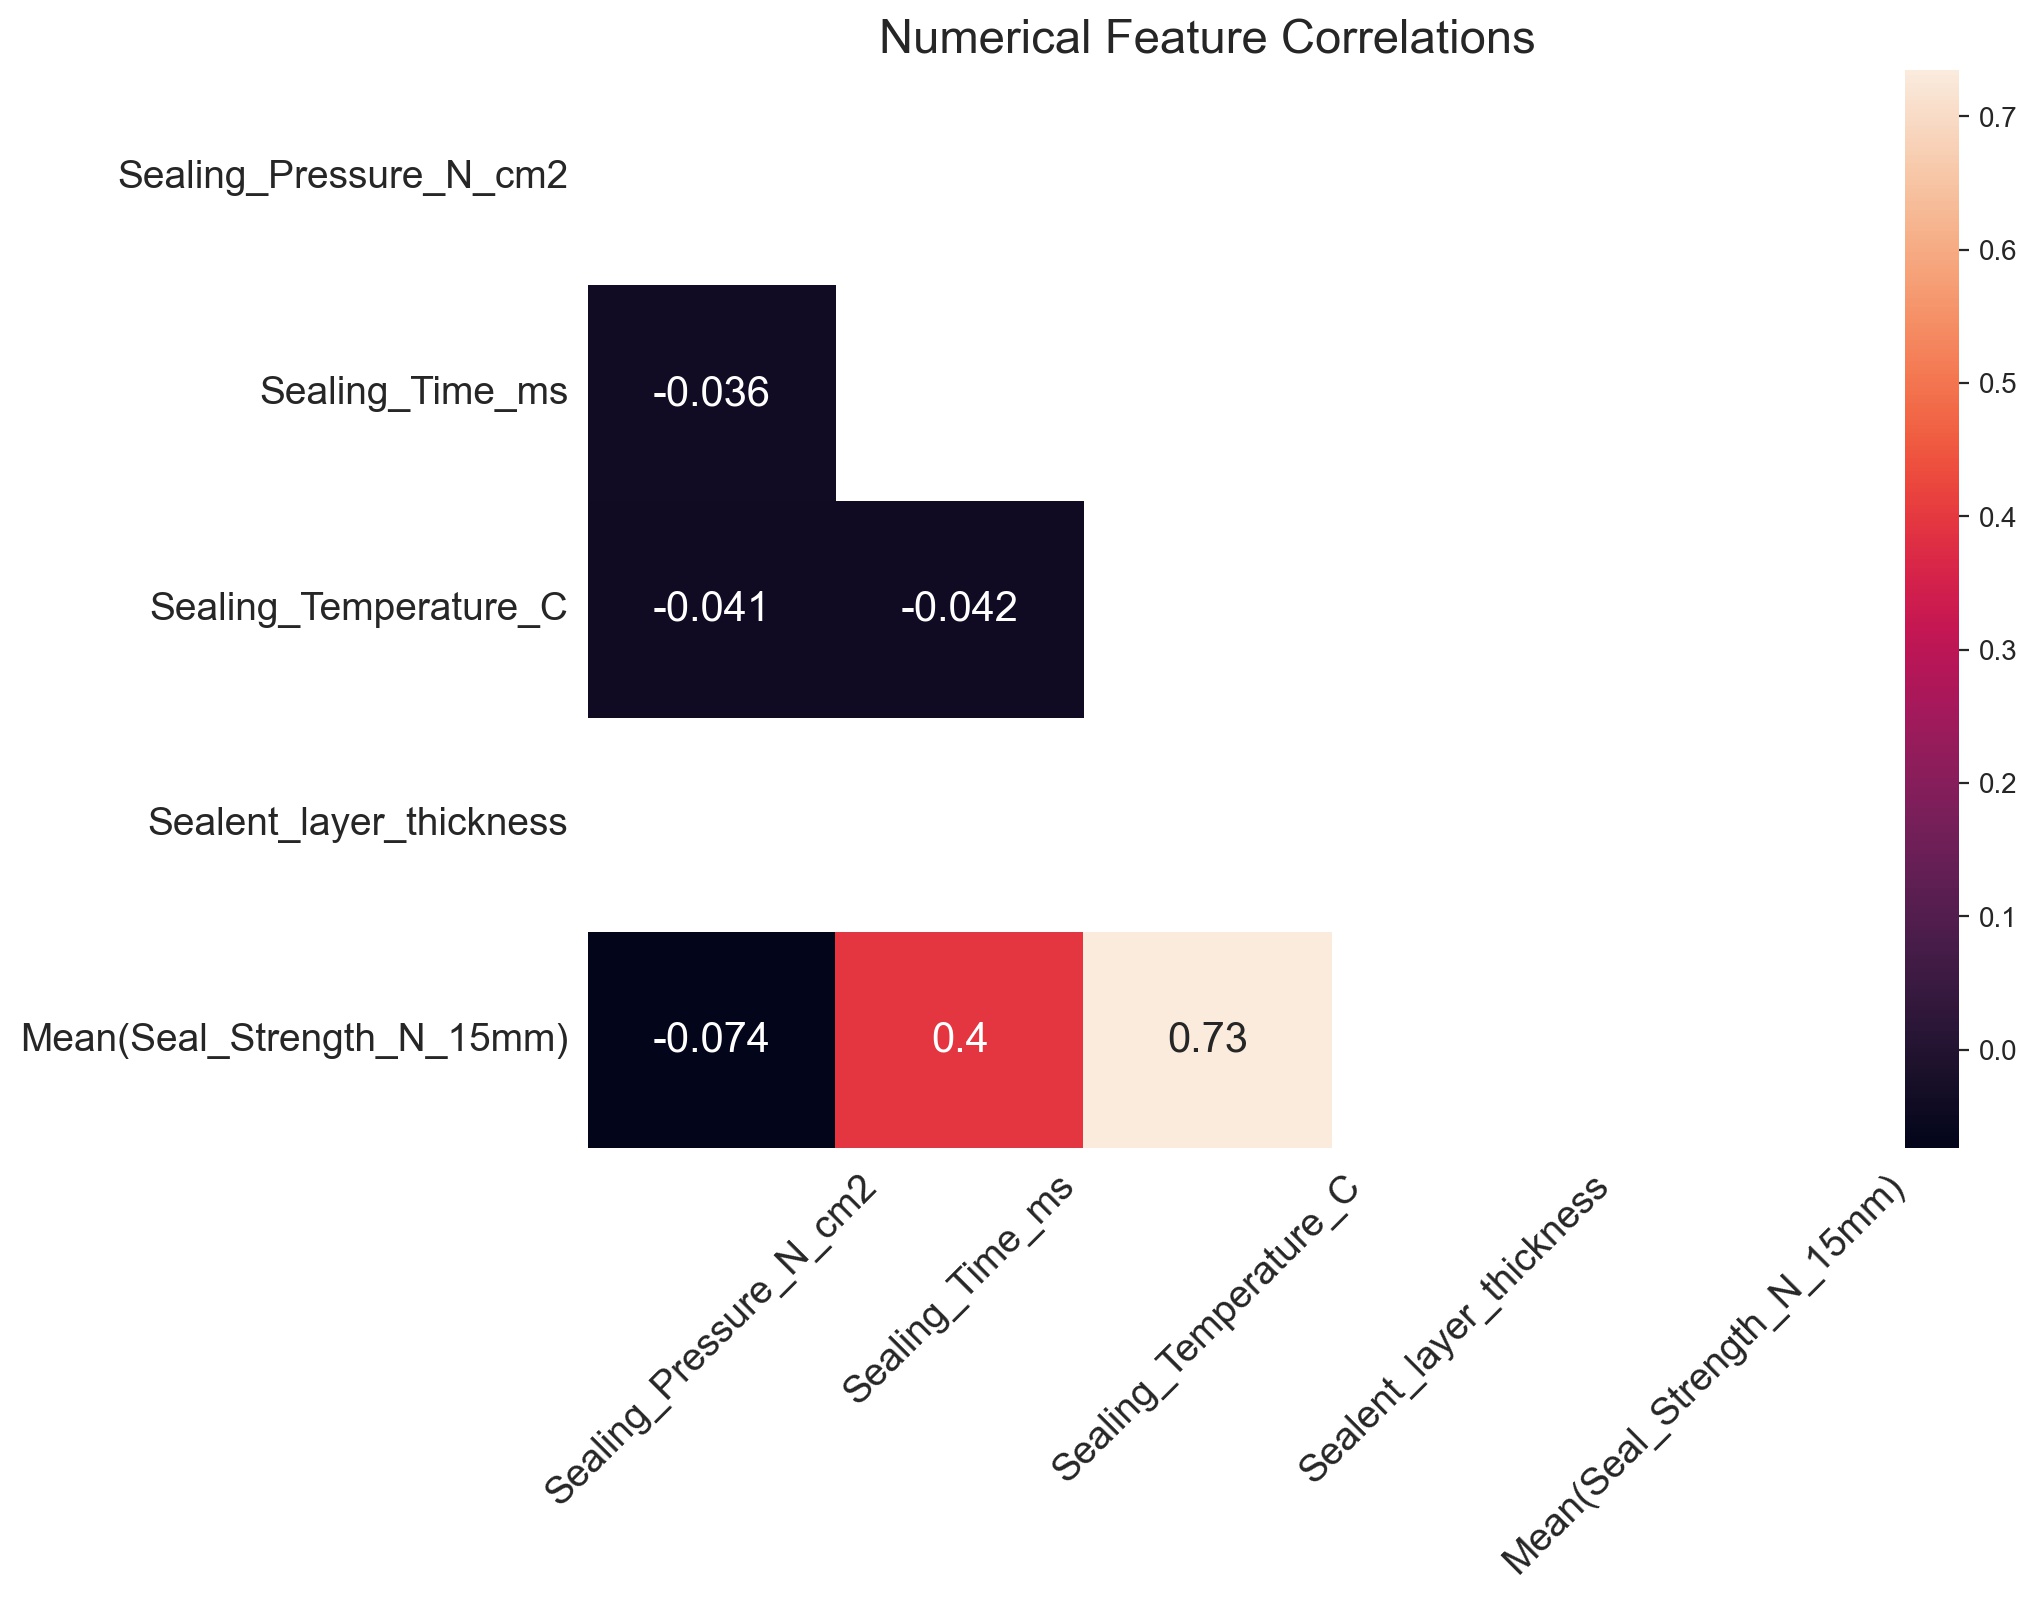 Numerical Feature Correlations
Sealing_Pressure_N_cm2
Sealing_Time_ms
-0.036
Sealing_Temperature_C
-0.041
-0.042
Sealent_layer_thickness
Mean(Seal_Strength_N_15mm)
-0.074
0.4
0.73
Sealing_Pressure_N_cm2
Sealing_Time_ms
Sealing_Temperature_C
Sealent_layer_thickness
Mean(Seal_Strength_N_15mm)
0.7
0.6
0.5
0.4
0.3
0.2
0.1
0.0